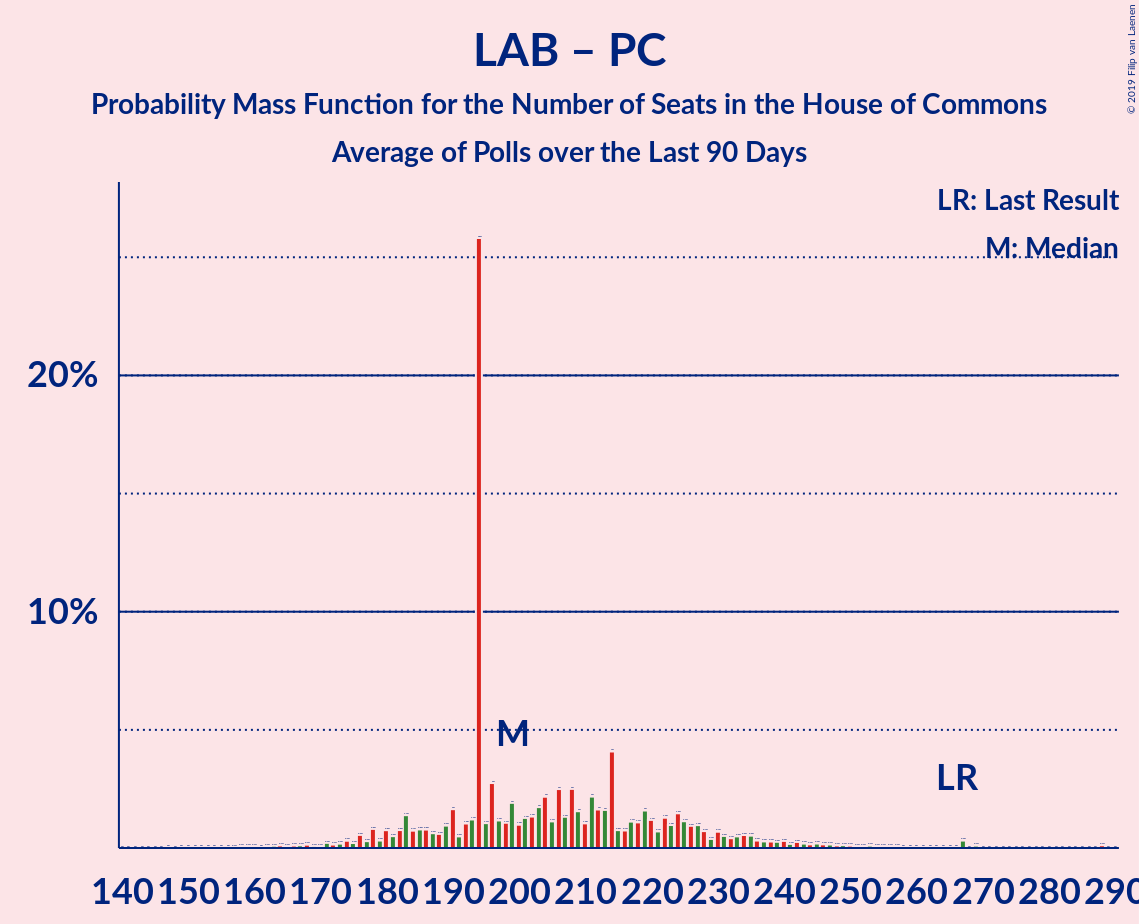 LAB – PC
Probability Mass Function for the Number of Seats in the House of Commons
Average of Polls over the Last 90 Days
© 2019 Filip van Laenen
LR: Last Result
M: Median
20%
10%
M
LR
140 150 160 170 180 190 200 210 220 230 240 250 260 270 280 290